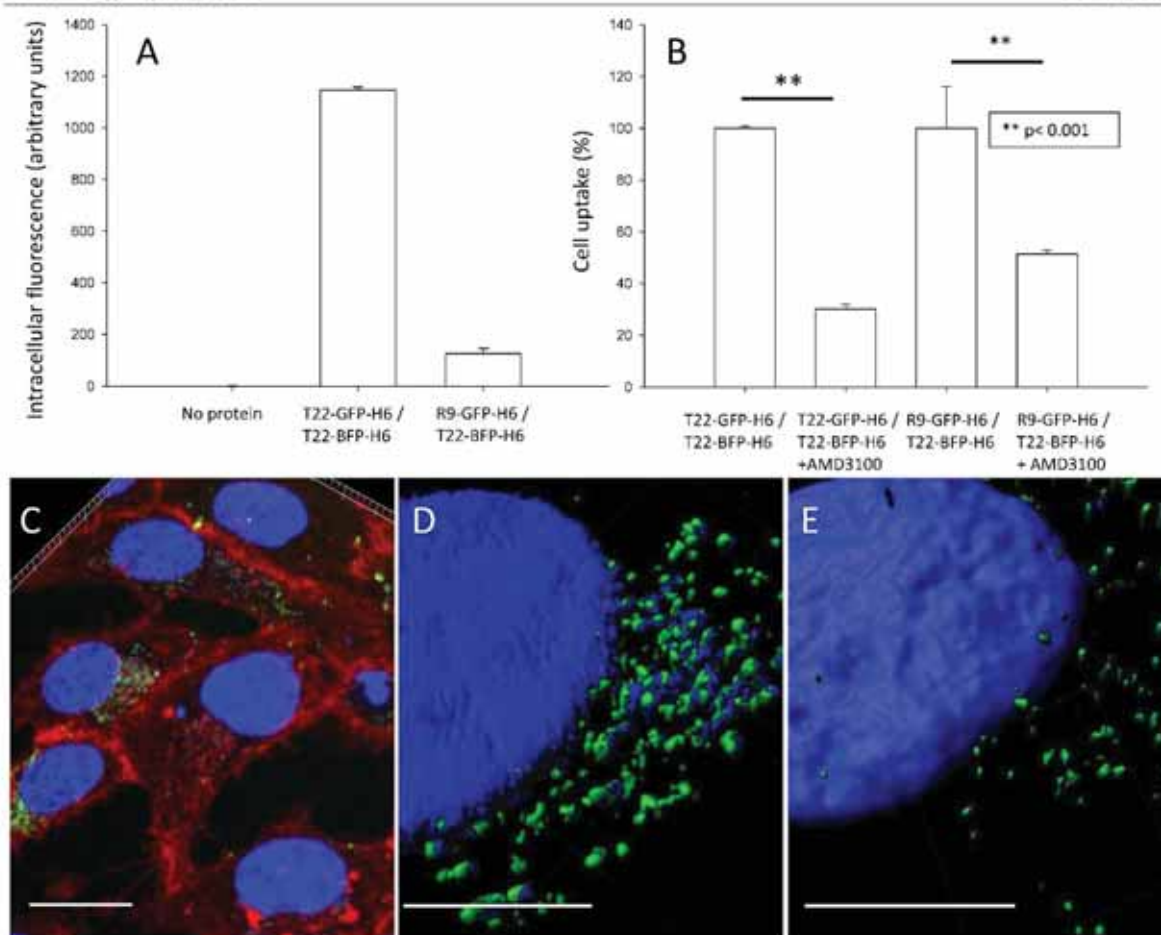 A
Intracellular fluorescence (arbitrary units)
1400
1200
1000
800
600
400
200
0
No protein
T22-GFP-H6 /
T22-BFP-H6
R9-GFP-H6 /
T22-BFP-H6
B
Cell uptake (%)
140
120
100
80
60
40
20
0
**
**
** p< 0.001
T22-GFP-H6 /
T22-BFP-H6
T22-GFP-H6 /
T22-BFP-H6
+AMD3100
R9-GFP-H6 /
T22-BFP-H6
R9-GFP-H6 /
T22-BFP-H6
+ AMD3100
C
D
E